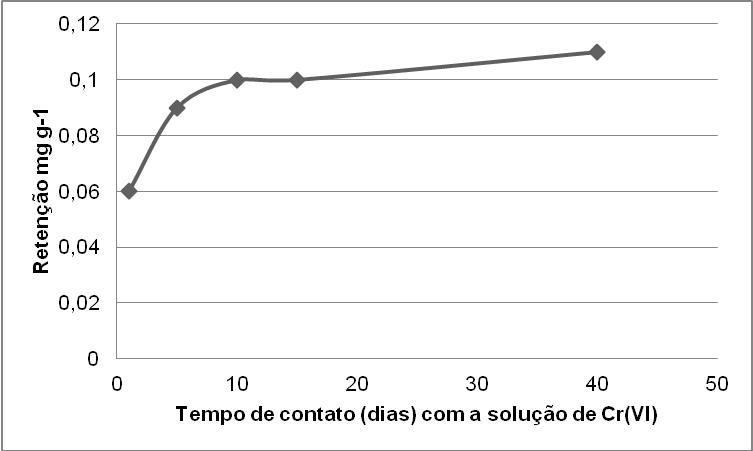 0,12
0,1
0,08
0,06
0,04
0,02
0
Retenção mg g-1
0 10 20 30 40 50
Tempo de contato (dias) com a solução de Cr(VI)